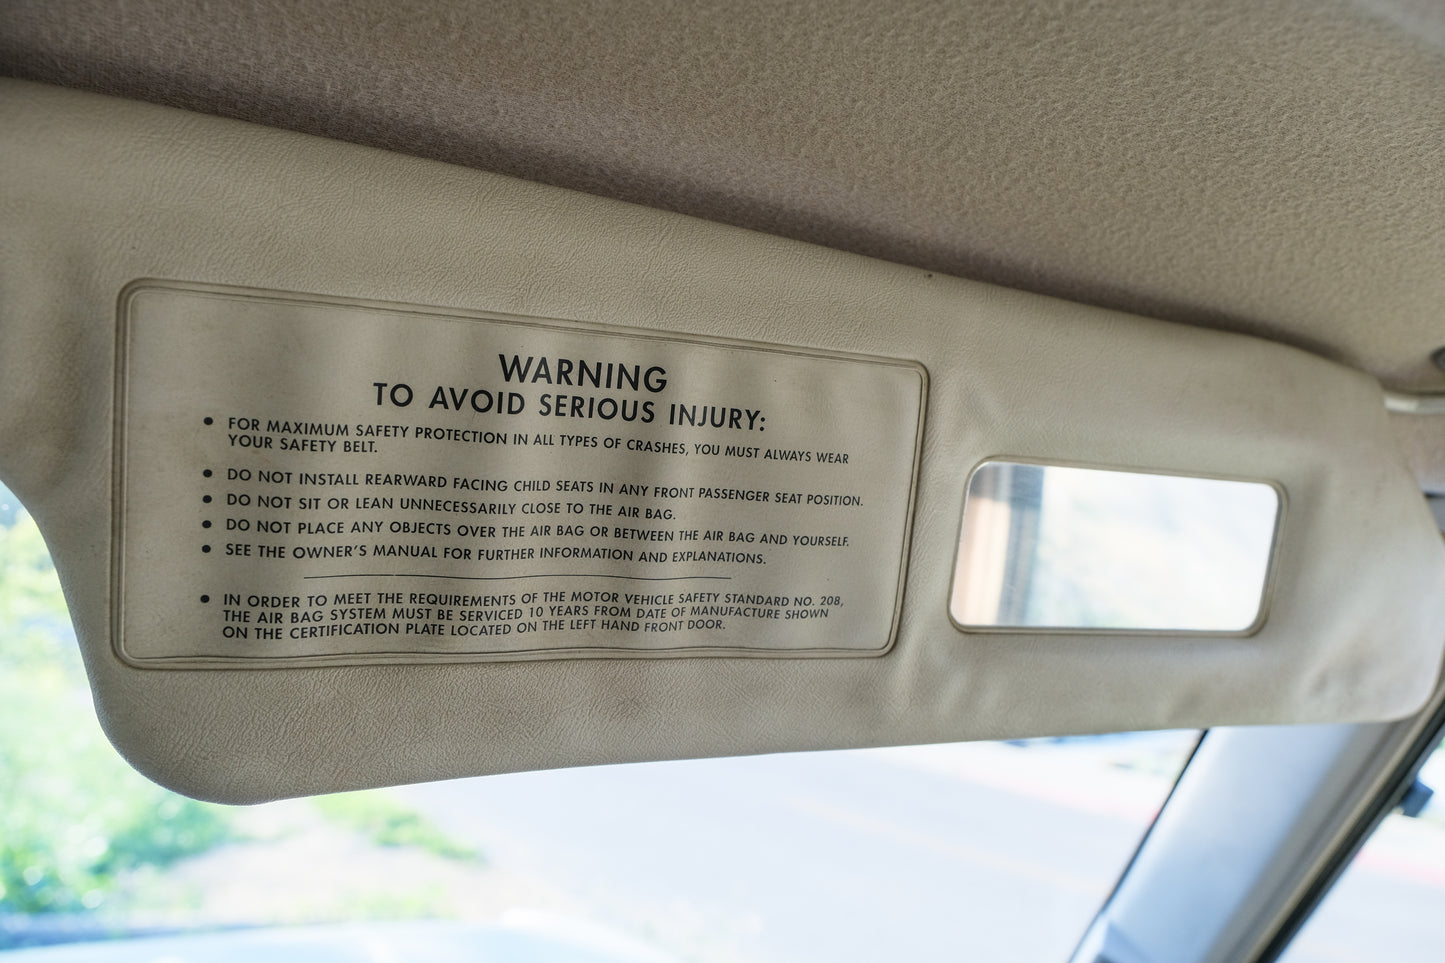 WARNING
TO AVOID SERIOUS INJURY:
• FOR MAXIMUM SAFETY PROTECTION IN ALL TYPES OF CRASHES, YOU MUST ALWAYS WEAR
YOUR SAFETY BELT.
• DO NOT INSTALL REARWARD FACING CHILD SEATS IN ANY FRONT PASSENGER SEAT POSITION.
• DO NOT SIT OR LEAN UNNECESSARILY CLOSE TO THE AIR BAG.
• DO NOT PLACE ANY OBJECTS OVER THE AIR BAG OR BETWEEN THE AIR BAG AND YOURSELF.
• SEE THE OWNER'S MANUAL FOR FURTHER INFORMATION AND EXPLANATIONS.
• IN ORDER TO MEET THE REQUIREMENTS OF THE MOTOR VEHICLE SAFETY STANDARD NO. 208,
THE AIR BAG SYSTEM MUST BE SERVICED 10 YEARS FROM DATE OF MANUFACTURE SHOWN
ON THE CERTIFICATION PLATE LOCATED ON THE LEFT HAND FRONT DOOR.